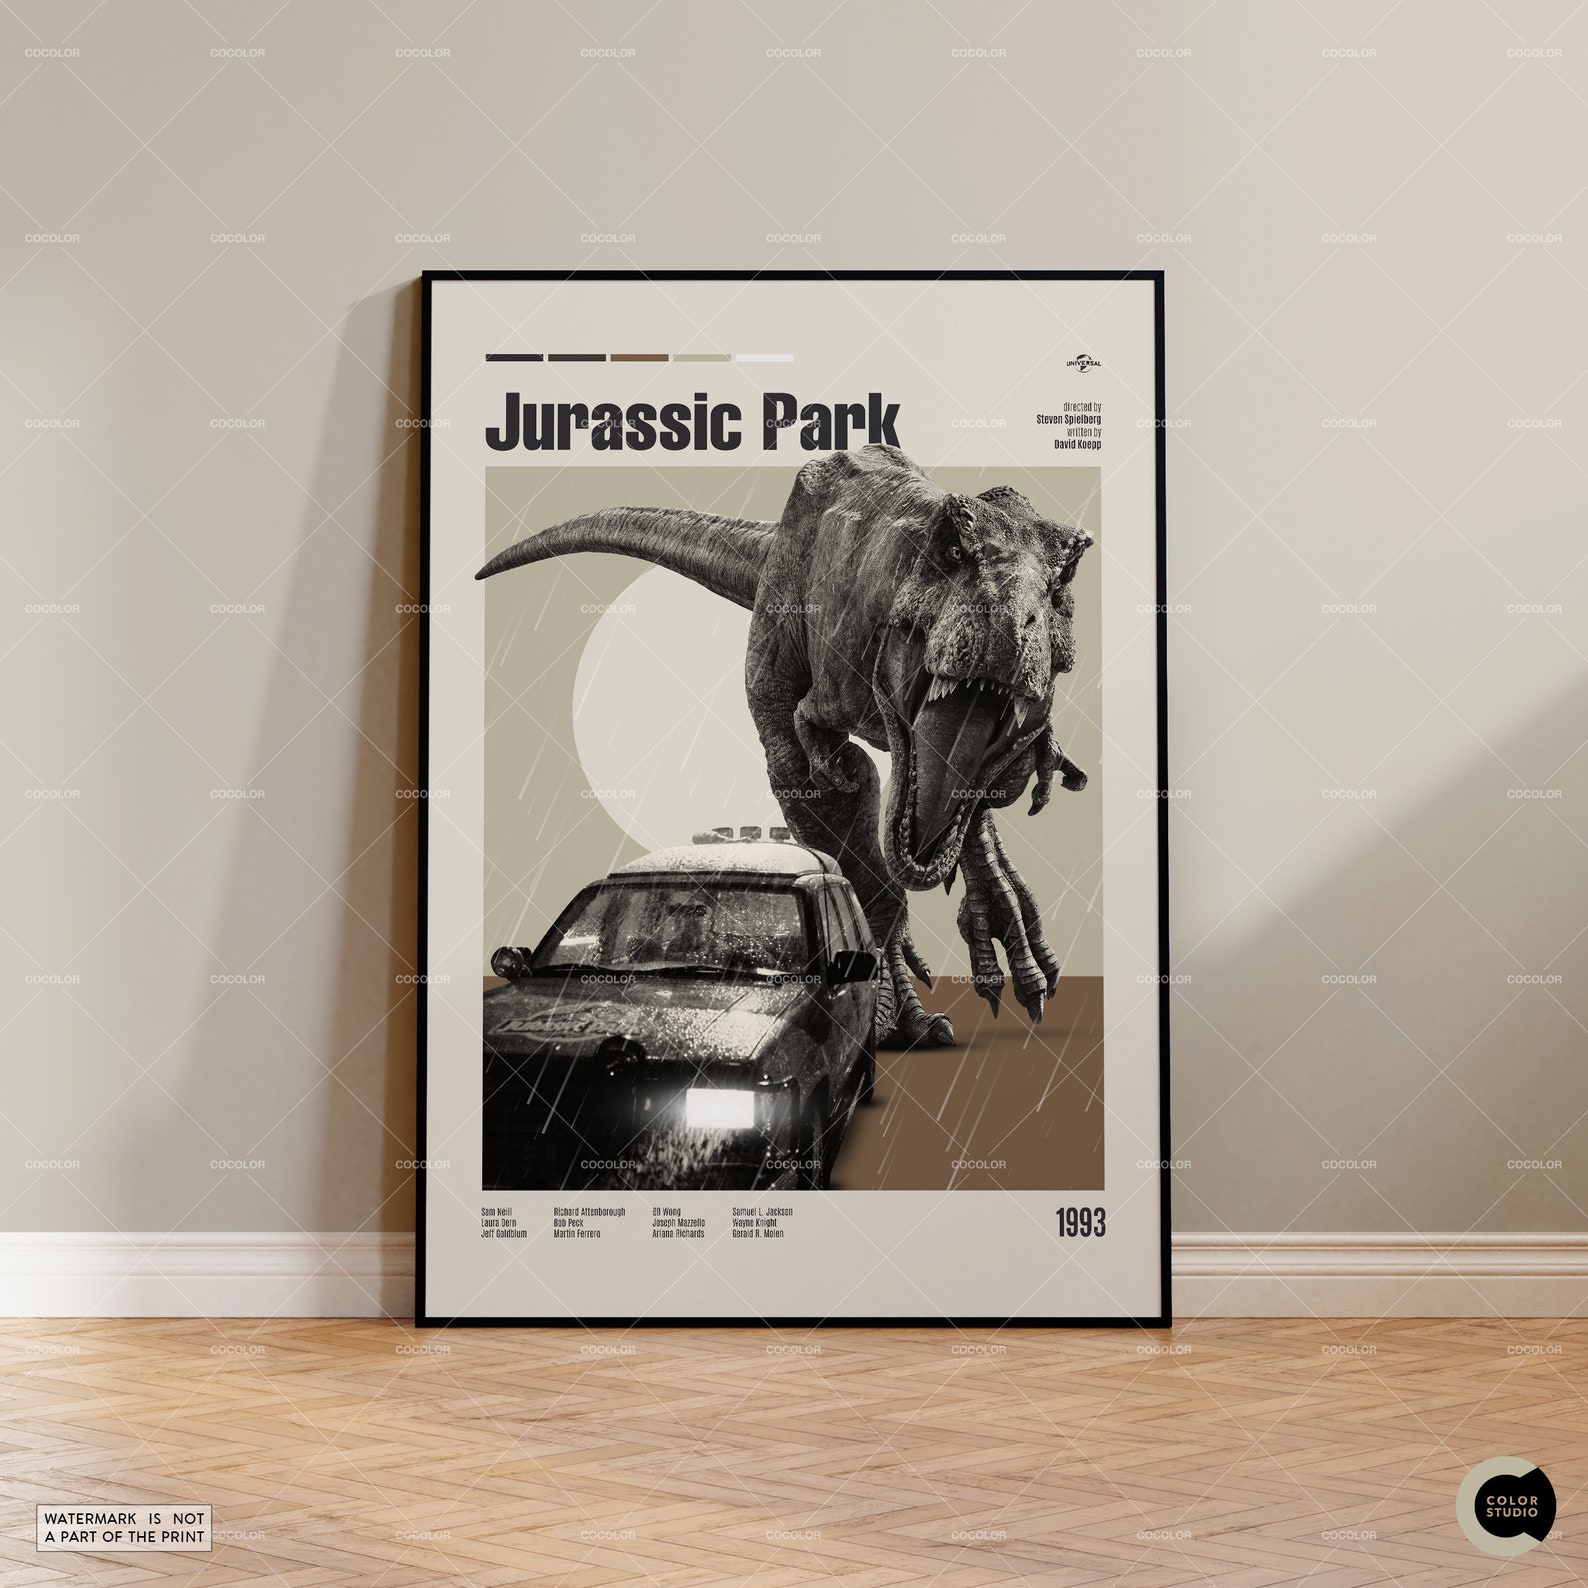 UNIVERSAL
Jurassic Park
directed by
Steven Spielberg
written by
David Koepp
Jurassic Park
Sam Neill
Laura Dern
Jeff Goldblum
Richard Attenborough
Bob Peck
Martin Ferrero
BD Wong
Joseph Mazzello
Ariana Richards
Samuel L. Jackson
Wayne Knight
Gerald R. Molen
1993
WATERMARK IS NOT
A PART OF THE PRINT
COLOR
STUDIO
COCOLOR